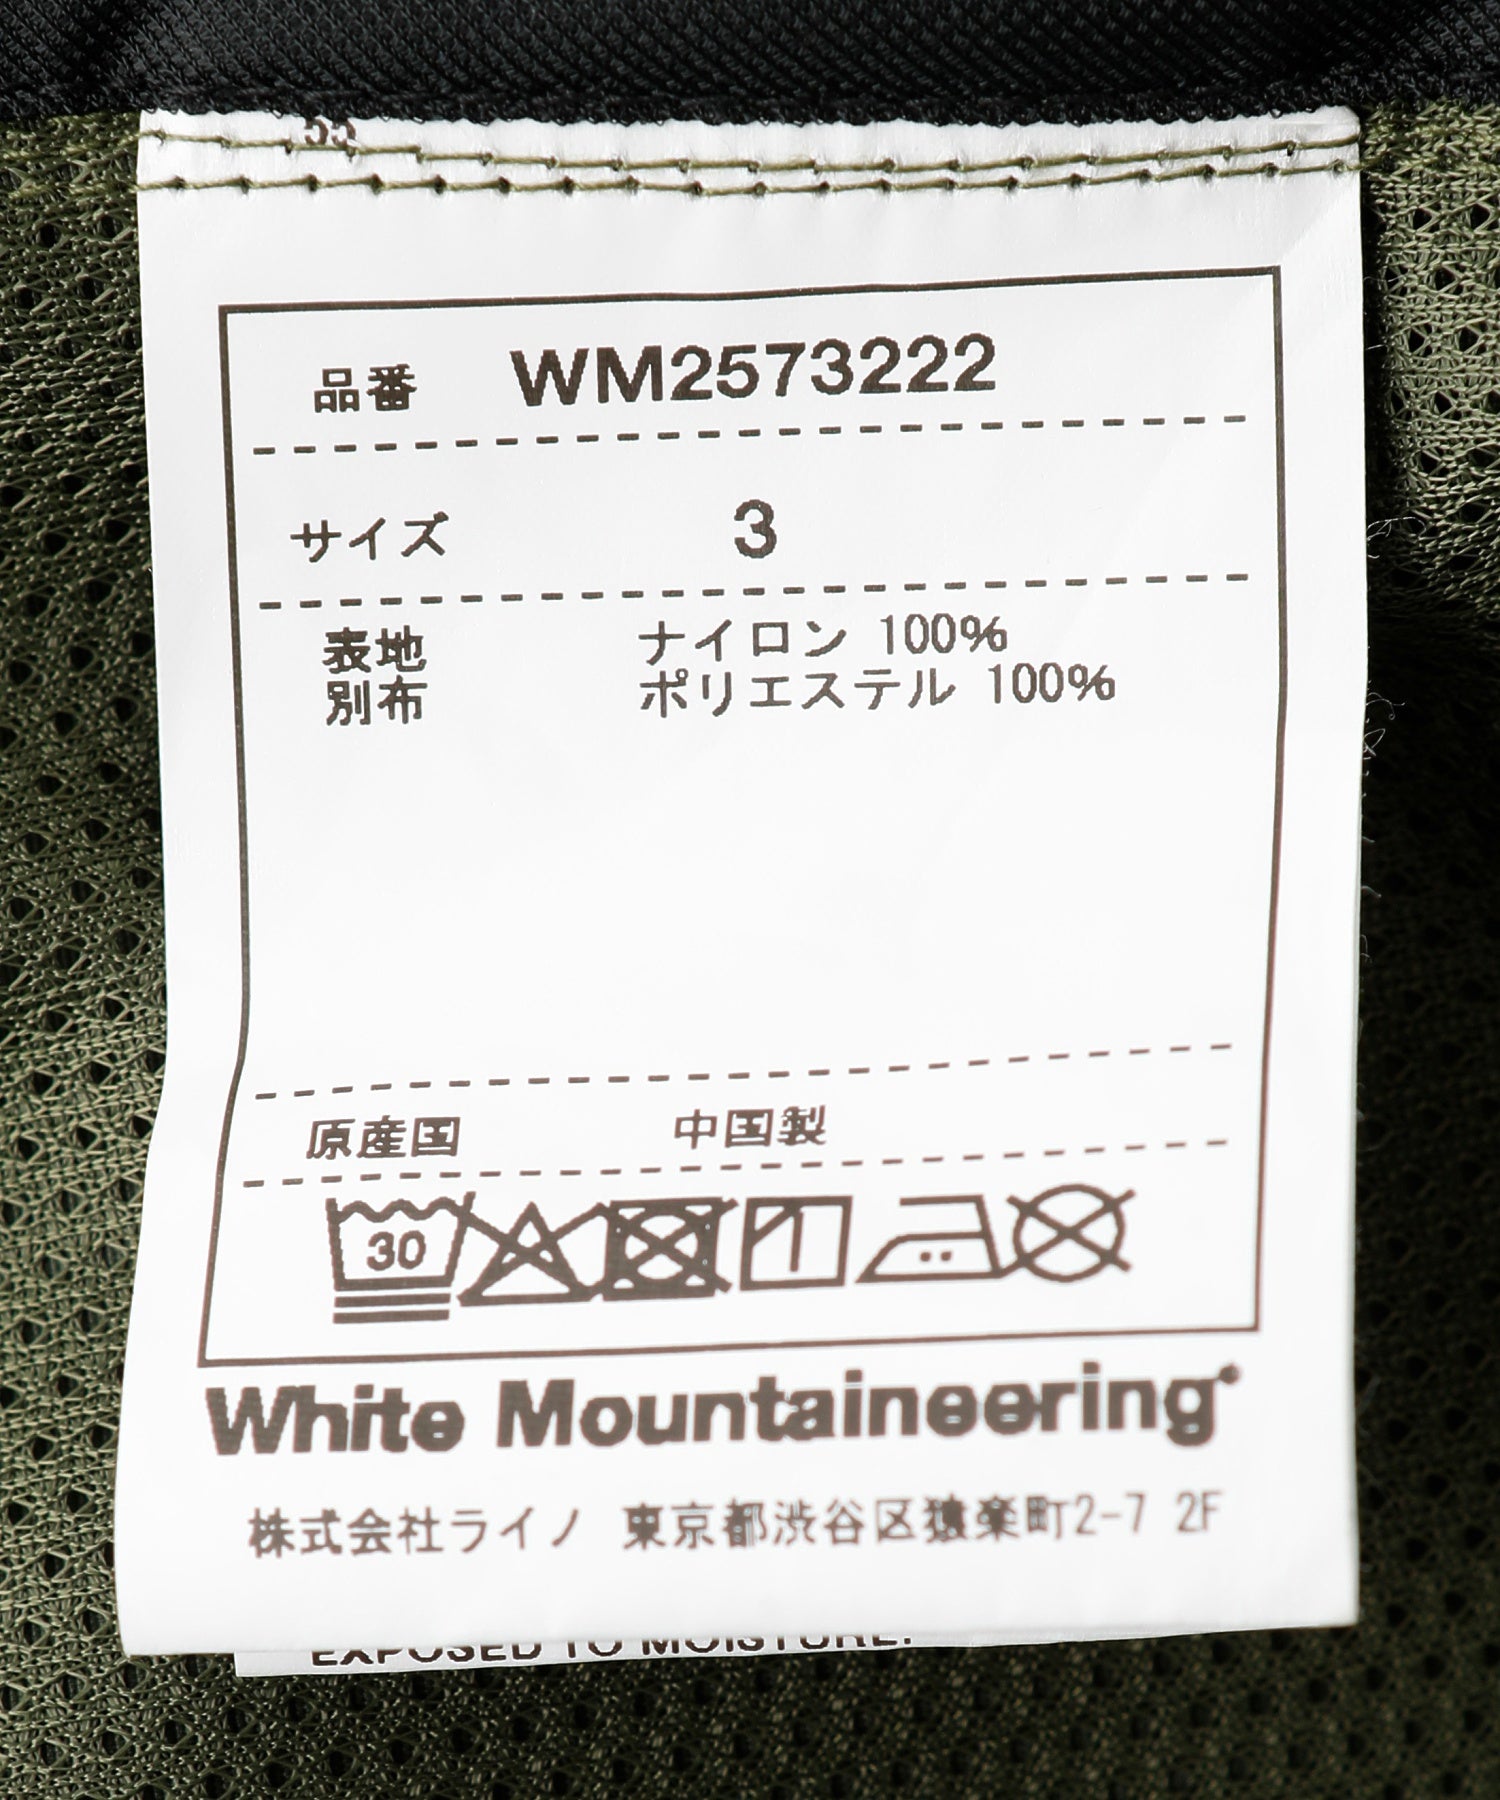 55
品番 WM2573222
サイズ 3
表地 ナイロン 100%
別布 ポリエステル 100%
原産国 中国製
30
White Mountaineering
株式会社ライノ 東京都渋谷区猿楽町2-7 2F
EXPOSED TO MOISTURE.